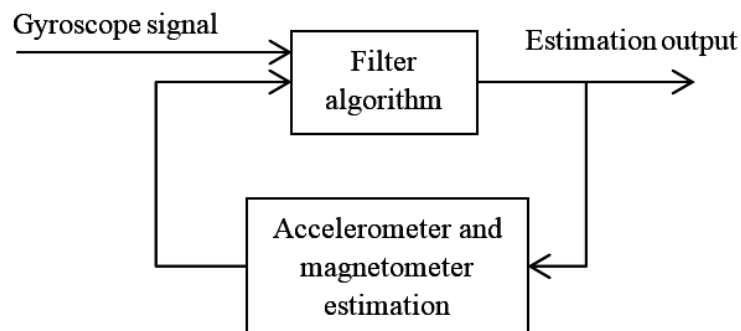 Gyroscope signal
Estimation output
Filter
algorithm
Accelerometer and
magnetometer
estimation